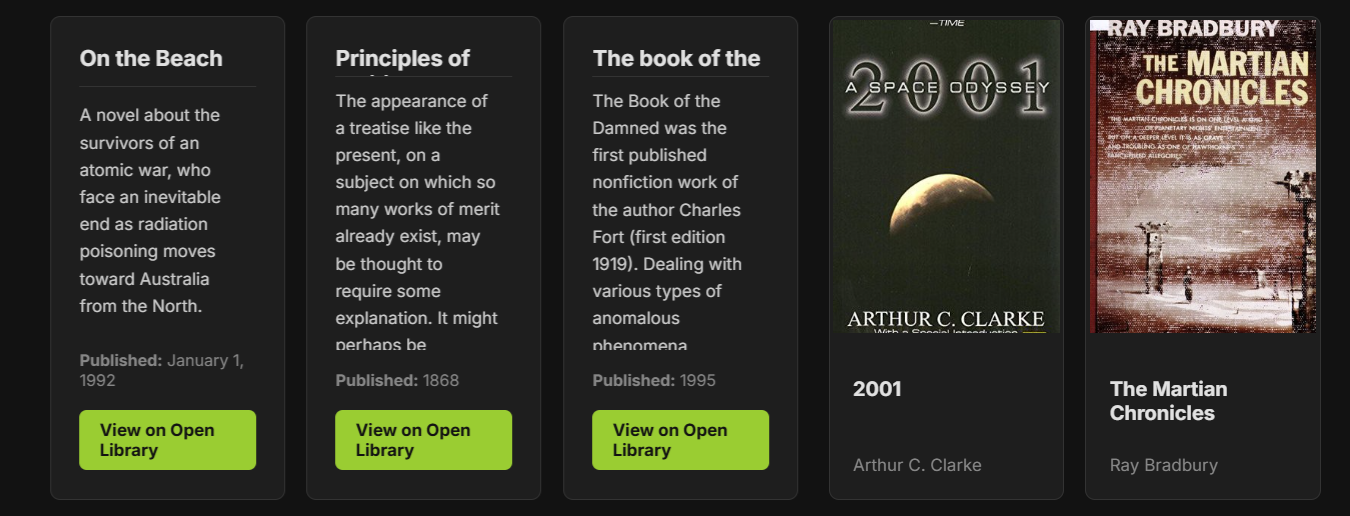 On the Beach
A novel about the
survivors of an
atomic war, who
face an inevitable
end as radiation
poisoning moves
toward Australia
from the North.
Published: January 1,
1992
View on Open
Library
Principles of
The appearance of
a treatise like the
present, on a
subject on which so
many works of merit
already exist, may
be thought to
require some
explanation. It might
perhaps be
Published: 1868
View on Open
Library
The book of the
The Book of the
Damned was the
first published
nonfiction work of
the author Charles
Fort (first edition
1919). Dealing with
various types of
anomalous
phenomena
Published: 1995
View on Open
Library
—TIME
2001
A SPACE ODYSSEY
ARTHUR C. CLARKE
With a Special Introduction
2001
Arthur C. Clarke
RAY BRADBURY
THE MARTIAN
CHRONICLES
"THE MARTIAN CHRONICLES IS ON ONE LEVEL A KIND
OF PLANETARY NIGHTS' ENTERTAINMENT,
BUT ON A DEEPER LEVEL IT IS AS GRAVE
AND TROUBLING AS ONE OF HAWTHORNE'S
FANCY-FILLED ALLEGORIES."
The Martian
Chronicles
Ray Bradbury